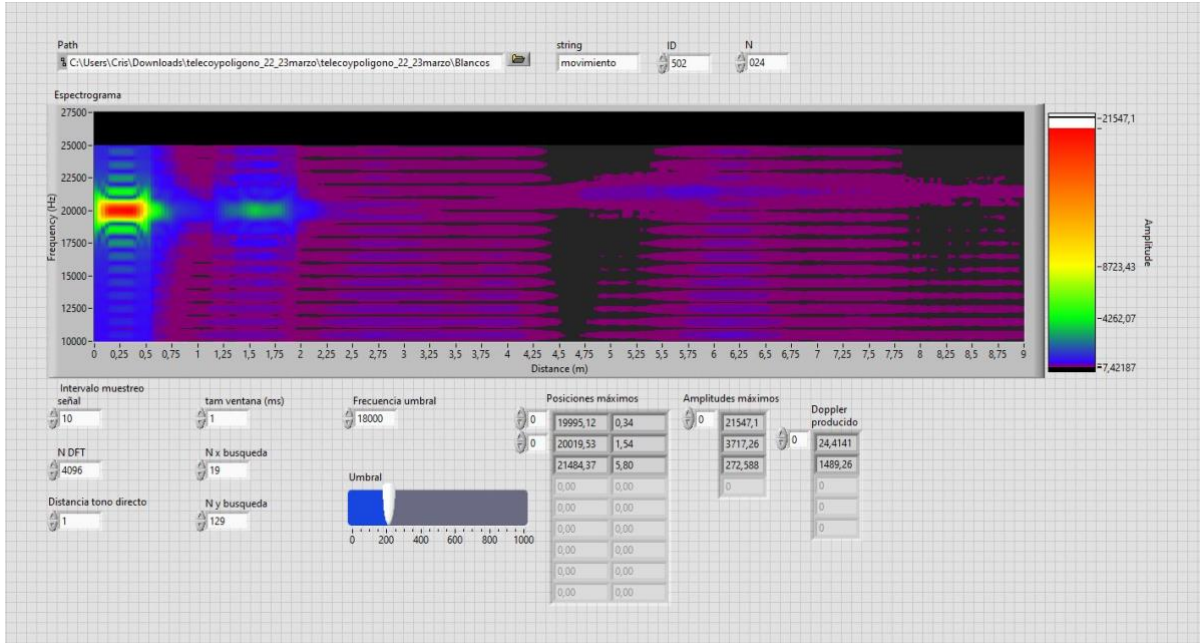 Path
C:\Users\Cris\Downloads\telecoypoligono_22_23marzo\telecoypoligono_22_23marzo\Blancos
string
movimiento
ID
502
N
024
Espectrograma
27500
25000
22500
20000
17500
15000
12500
10000
Frequency (Hz)
0 0,25 0,5 0,75 1 1,25 1,5 1,75 2 2,25 2,5 2,75 3 3,25 3,5 3,75 4 4,25 4,5 4,75 5 5,25 5,5 5,75 6 6,25 6,5 6,75 7 7,25 7,5 7,75 8 8,25 8,5 8,75 9
Distance (m)
21547,1
8723,43
4262,07
7,42187
Amplitude
Intervalo muestreo
señal
10
tam ventana (ms)
1
Frecuencia umbral
18000
N DFT
4096
N x busqueda
19
Distancia tono directo
1
N y busqueda
129
Umbral
0 200 400 600 800 1000
Posiciones máximos
0
0
19995,12 0,34
20019,53 1,54
21484,37 5,80
0,00 0,00
0,00 0,00
0,00 0,00
0,00 0,00
0,00 0,00
0,00 0,00
Amplitudes máximos
0
21547,1
3717,26
272,588
0
Doppler
producido
0
24,4141
1489,26
0
0
0